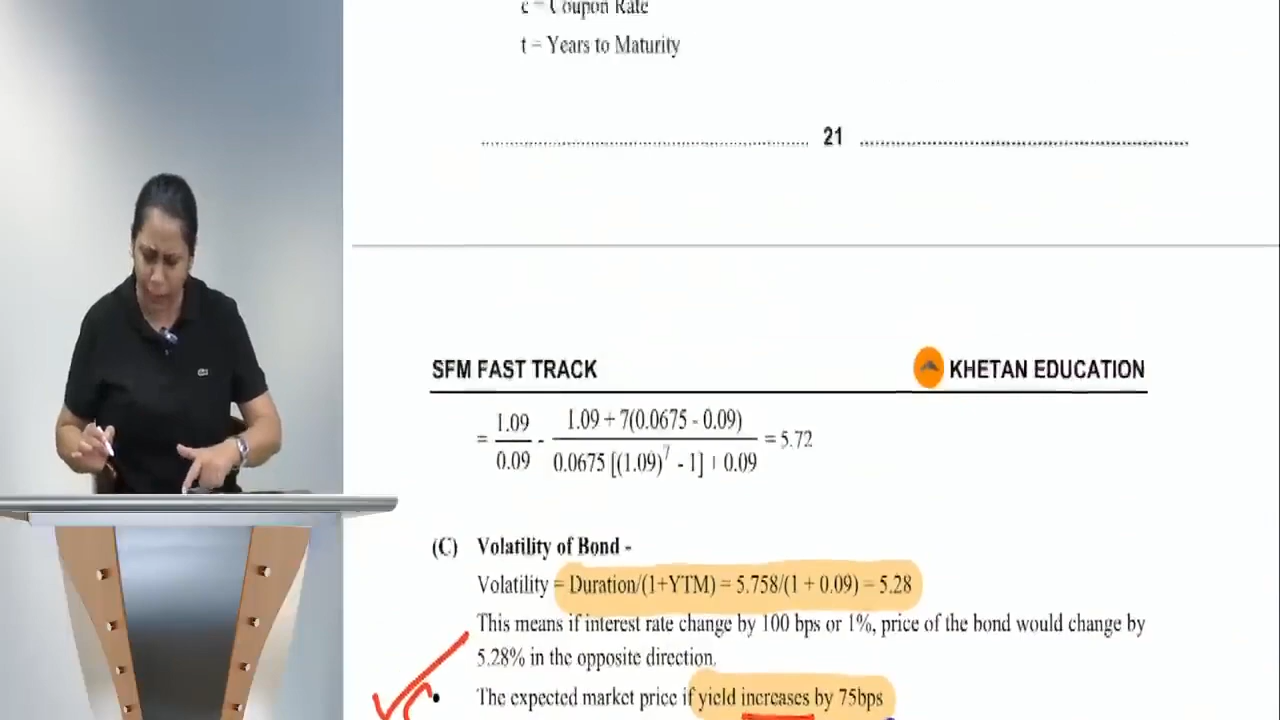 c = Coupon Rate
t = Years to Maturity
21
SFM FAST TRACK
KHETAN EDUCATION
= 1.09/0.09 - 1.09 + 7(0.0675 - 0.09)/0.0675 [(1.09)^7 - 1] + 0.09 = 5.72
(C) Volatility of Bond -
Volatility = Duration/(1+YTM) = 5.758/(1 + 0.09) = 5.28
This means if interest rate change by 100 bps or 1%, price of the bond would change by
5.28% in the opposite direction.
• The expected market price if yield increases by 75bps